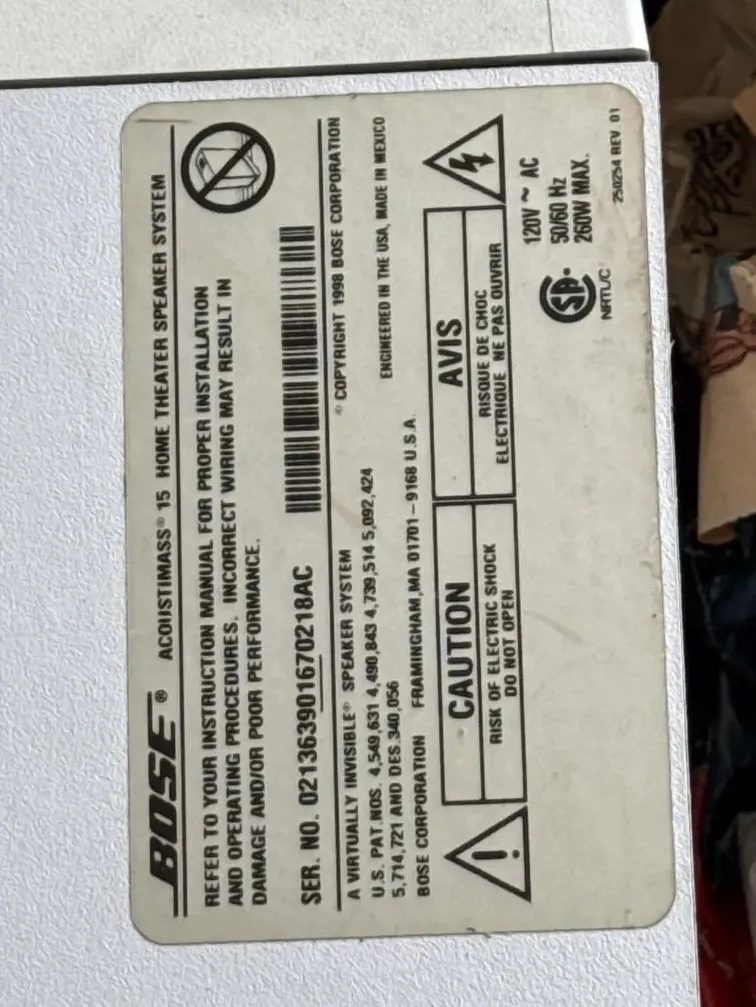 BOSE® ACOUSTIMASS® 15 HOME THEATER SPEAKER SYSTEM
REFER TO YOUR INSTRUCTION MANUAL FOR PROPER INSTALLATION
AND OPERATING PROCEDURES. INCORRECT WIRING MAY RESULT IN
DAMAGE AND/OR POOR PERFORMANCE.
SER. NO. 021363901670218AC
A VIRTUALLY INVISIBLE® SPEAKER SYSTEM
© COPYRIGHT 1998 BOSE CORPORATION
U.S. PAT.NOS. 4,549,631 4,490,843 4,739,514 5,092,424
5,714,721 AND DES.340,056
ENGINEERED IN THE USA, MADE IN MEXICO
BOSE CORPORATION FRAMINGHAM,MA 01701-9168 U.S.A.
CAUTION
RISK OF ELECTRIC SHOCK
DO NOT OPEN
AVIS
RISQUE DE CHOC
ELECTRIQUE NE PAS OUVRIR
120V ~ AC
50/60 Hz
260W MAX.
SA®
NRTL/C
250254 REV. 01